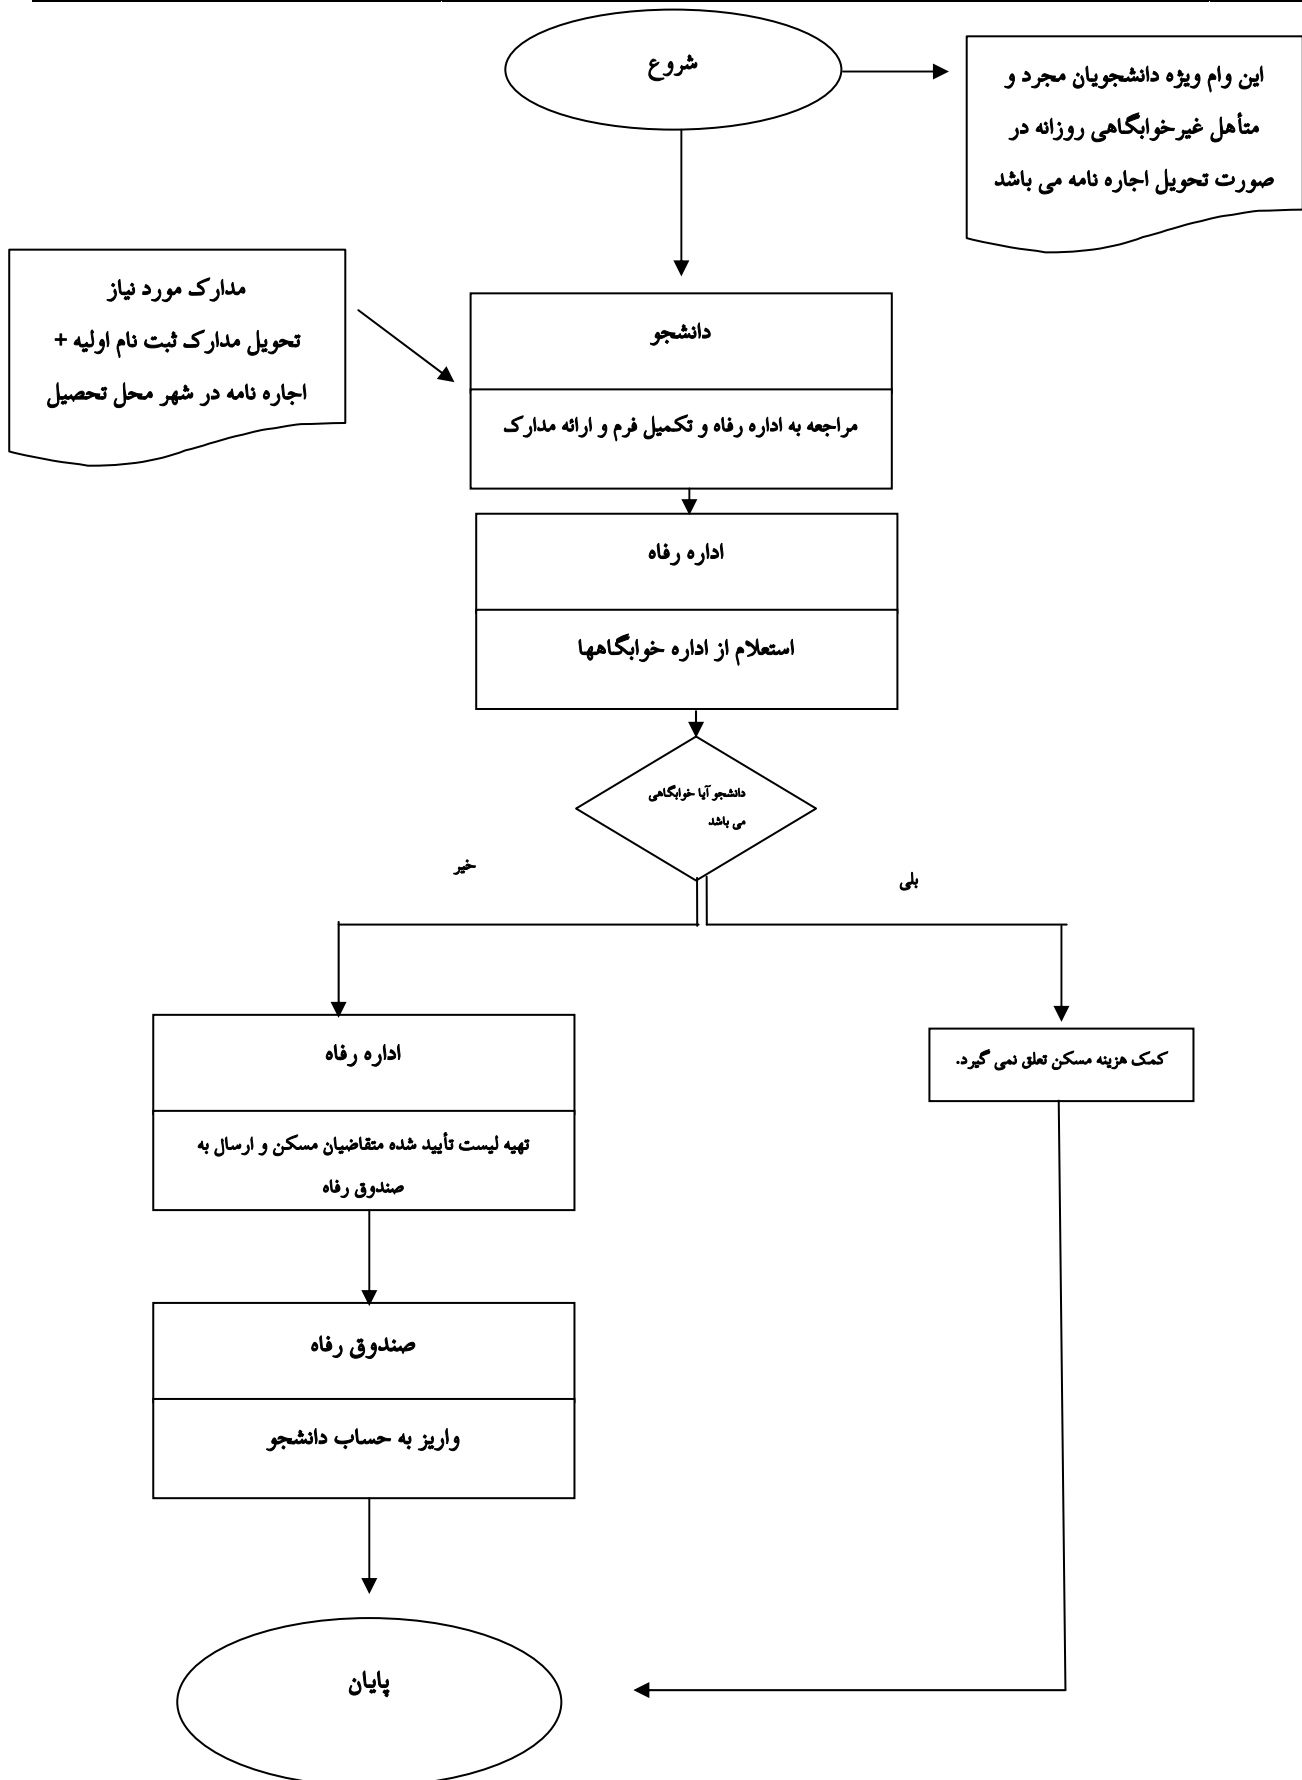 شروع
این وام ویژه دانشجویان مجرد و
متأهل غیرخوابگاهی روزانه در
صورت تحویل اجاره نامه می باشد
مدارک مورد نیاز
تحویل مدارک ثبت نام اولیه +
اجاره نامه در شهر محل تحصیل
دانشجو
مراجعه به اداره رفاه و تکمیل فرم و ارائه مدارک
اداره رفاه
استعلام از اداره خوابگاهها
دانشجو آیا خوابگاهی
می باشد
خیر
بلی
اداره رفاه
تهیه لیست تأیید شده متقاضیان مسکن و ارسال به
صندوق رفاه
کمک هزینه مسکن تعلق نمی گیرد.
صندوق رفاه
واریز به حساب دانشجو
پایان